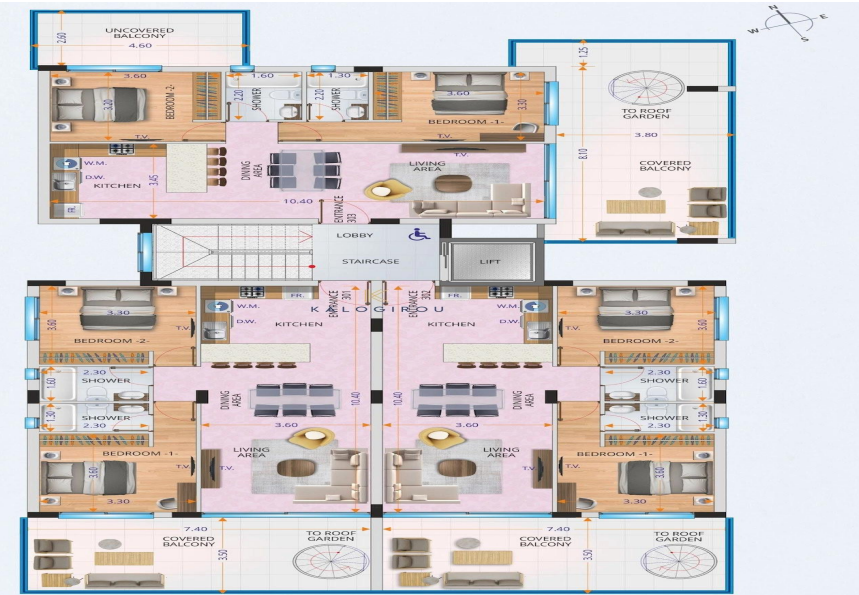 N
E
W
S
UNCOVERED
BALCONY
4.60
2.60
3.60
1.60
1.30
3.20
BEDROOM -2-
2.20
SHOWER
2.20
SHOWER
3.60
3.30
BEDROOM -1-
T.V.
T.V.
T.V.
1.25
TO ROOF
GARDEN
3.80
8.10
COVERED
BALCONY
W.M.
D.W.
KITCHEN
FR.
3.45
DINING
AREA
LIVING
AREA
10.40
ENTRANCE
303
LOBBY
STAIRCASE
LIFT
ENTRANCE
301
ENTRANCE
302
KALOGIROU
3.30
3.60
BEDROOM -2-
T.V.
FR.
W.M.
D.W.
KITCHEN
FR.
W.M.
D.W.
KITCHEN
3.30
3.60
BEDROOM -2-
T.V.
2.30
1.60
SHOWER
SHOWER
1.30
2.30
DINING
AREA
10.40
3.60
10.40
DINING
AREA
3.60
2.30
SHOWER
1.60
SHOWER
1.30
2.30
BEDROOM -1-
3.60
T.V.
3.30
LIVING
AREA
T.V.
LIVING
AREA
T.V.
BEDROOM -1-
T.V.
3.60
3.30
7.40
COVERED
BALCONY
3.50
TO ROOF
GARDEN
7.40
COVERED
BALCONY
3.50
TO ROOF
GARDEN